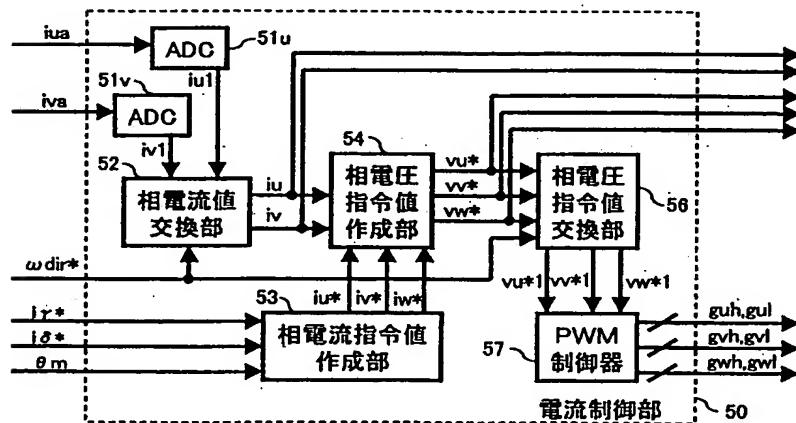 iua
ADC
51u
51v
iu1
iva
ADC
iv1
52
相電流値
交換部
iu
iv
54
相電圧
指令値
作成部
vu*
vv*
vw*
相電圧
指令値
交換部
56
ωdir*
iu*
iv*
iw*
vu*1
vv*1
vw*1
iγ*
iδ*
θm
53
相電流指令値
作成部
57
PWM
制御器
guh,gul
gvh,gvl
gwh,gwl
電流制御部
50